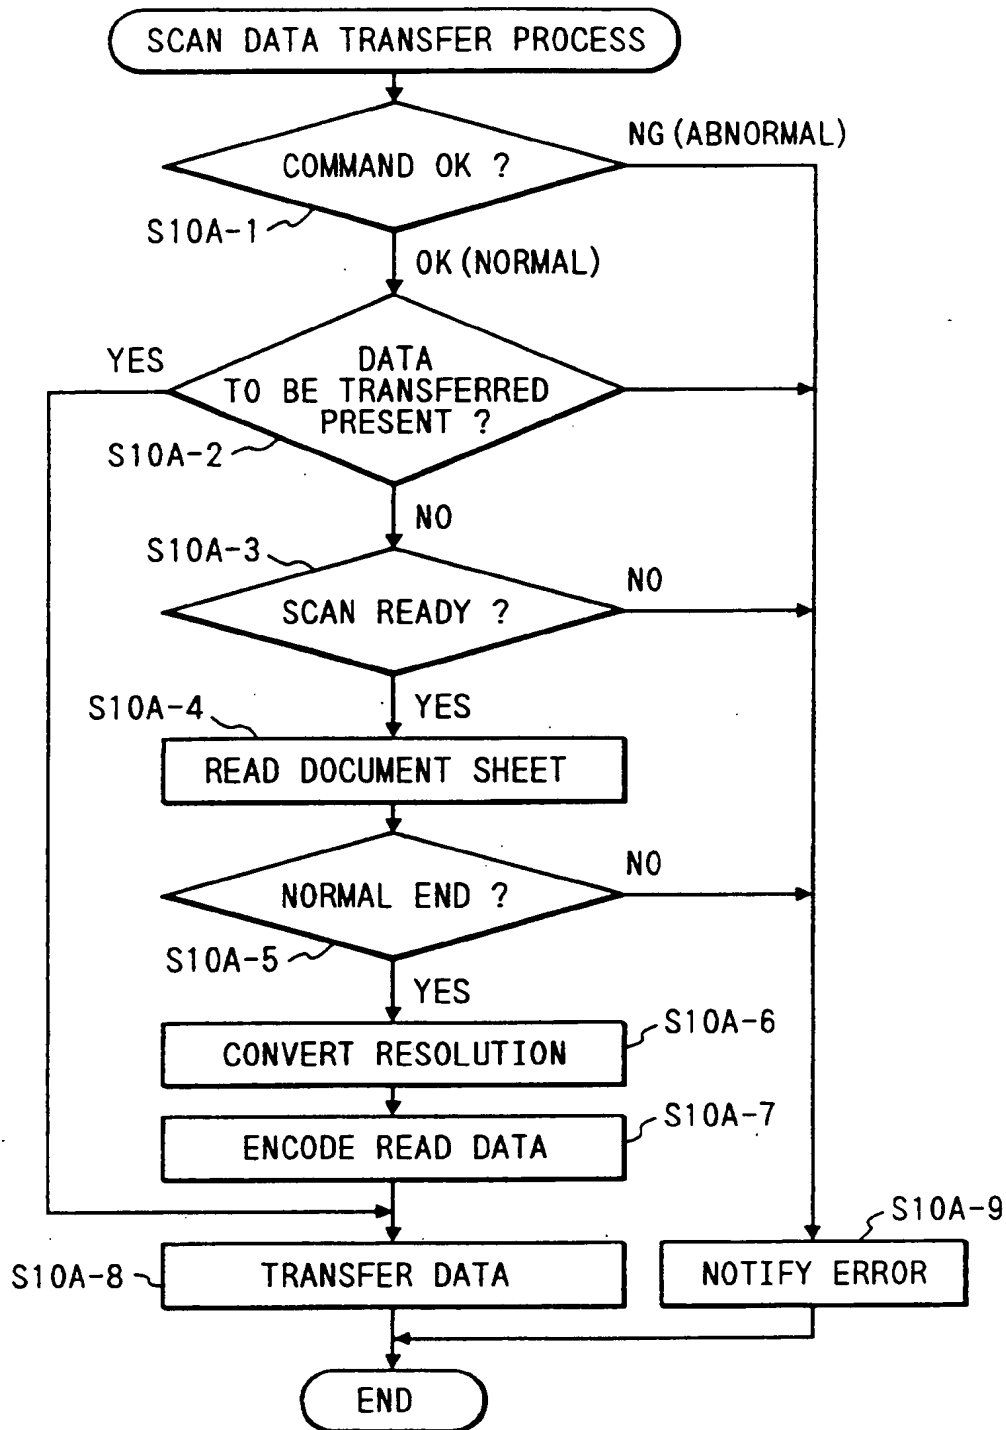 SCAN DATA TRANSFER PROCESS
NG (ABNORMAL)
COMMAND OK ?
S10A-1
OK (NORMAL)
YES
DATA
TO BE TRANSFERRED
PRESENT ?
S10A-2
NO
S10A-3
NO
SCAN READY ?
S10A-4
YES
READ DOCUMENT SHEET
NO
NORMAL END ?
S10A-5
YES
S10A-6
CONVERT RESOLUTION
S10A-7
ENCODE READ DATA
S10A-9
S10A-8
TRANSFER DATA
NOTIFY ERROR
END